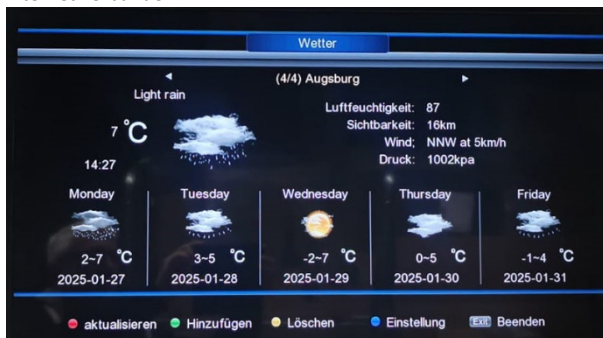 Wetter
(4/4) Augsburg
Light rain
7 °C
14:27
Luftfeuchtigkeit: 87
Sichtbarkeit: 16km
Wind; NNW at 5km/h
Druck: 1002kpa
Monday Tuesday Wednesday Thursday Friday
2~7 °C 3~5 °C -2~7 °C 0~5 °C -1~4 °C
2025-01-27 2025-01-28 2025-01-29 2025-01-30 2025-01-31
aktualisieren Hinzufügen Löschen Einstellung Exit Beenden